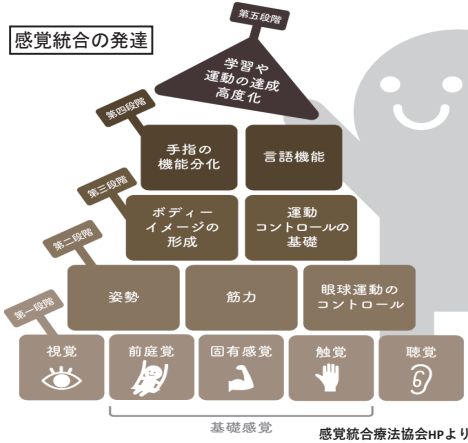 感覚統合の発達
第五段階
学習や
運動の達成
高度化
第四段階
手指の
機能分化
言語機能
第三段階
ボディー
イメージの
形成
運動
コントロールの
基礎
第二段階
姿勢
筋力
眼球運動の
コントロール
第一段階
視覚
前庭覚
固有感覚
触覚
聴覚
基礎感覚
感覚統合療法協会HPより